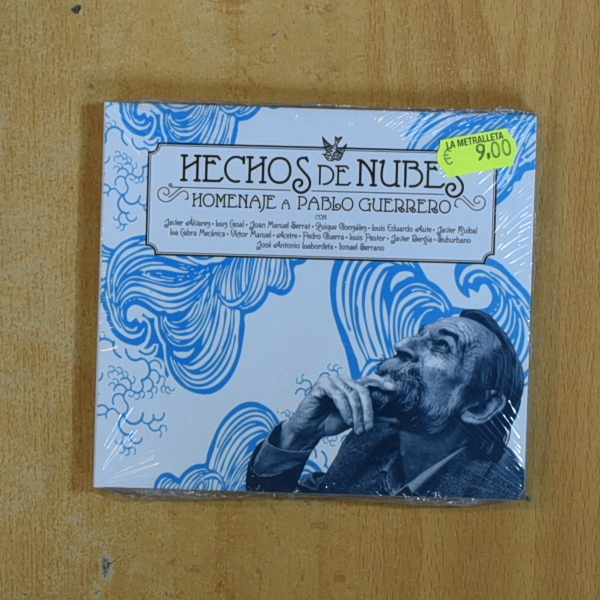 LA METRALLETA
€ 9,00
HECHOS DE NUBES
HOMENAJE A PABLO GUERRERO
CON
Javier Álvarez • Luz Casal • Joan Manuel Serrat • Quique González • Luis Eduardo Aute • Javier Ruibal
La Cabra Mecánica • Víctor Manuel • Acetre • Pedro Guerra • Luis Pastor • Javier Bergia • Suburbano
José Antonio Labordeta • Ismael Serrano